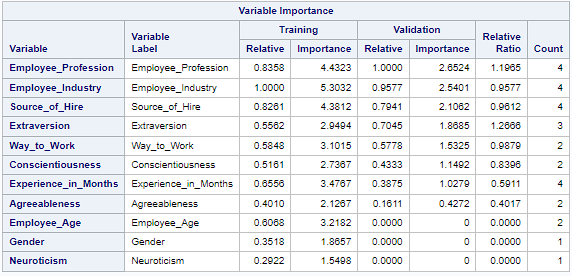 Variable Importance
Variable Variable Label Training Validation Relative Ratio Count
Relative Importance Relative Importance
Employee_Profession Employee_Profession 0.8358 4.4323 1.0000 2.6524 1.1965 4
Employee_Industry Employee_Industry 1.0000 5.3032 0.9577 2.5401 0.9577 4
Source_of_Hire Source_of_Hire 0.8261 4.3812 0.7941 2.1062 0.9612 4
Extraversion Extraversion 0.5562 2.9494 0.7045 1.8685 1.2666 3
Way_to_Work Way_to_Work 0.5848 3.1015 0.5778 1.5325 0.9879 2
Conscientiousness Conscientiousness 0.5161 2.7367 0.4333 1.1492 0.8396 2
Experience_in_Months Experience_in_Months 0.6556 3.4767 0.3875 1.0279 0.5911 4
Agreeableness Agreeableness 0.4010 2.1267 0.1611 0.4272 0.4017 2
Employee_Age Employee_Age 0.6068 3.2182 0.0000 0 0.0000 2
Gender Gender 0.3518 1.8657 0.0000 0 0.0000 1
Neuroticism Neuroticism 0.2922 1.5498 0.0000 0 0.0000 1